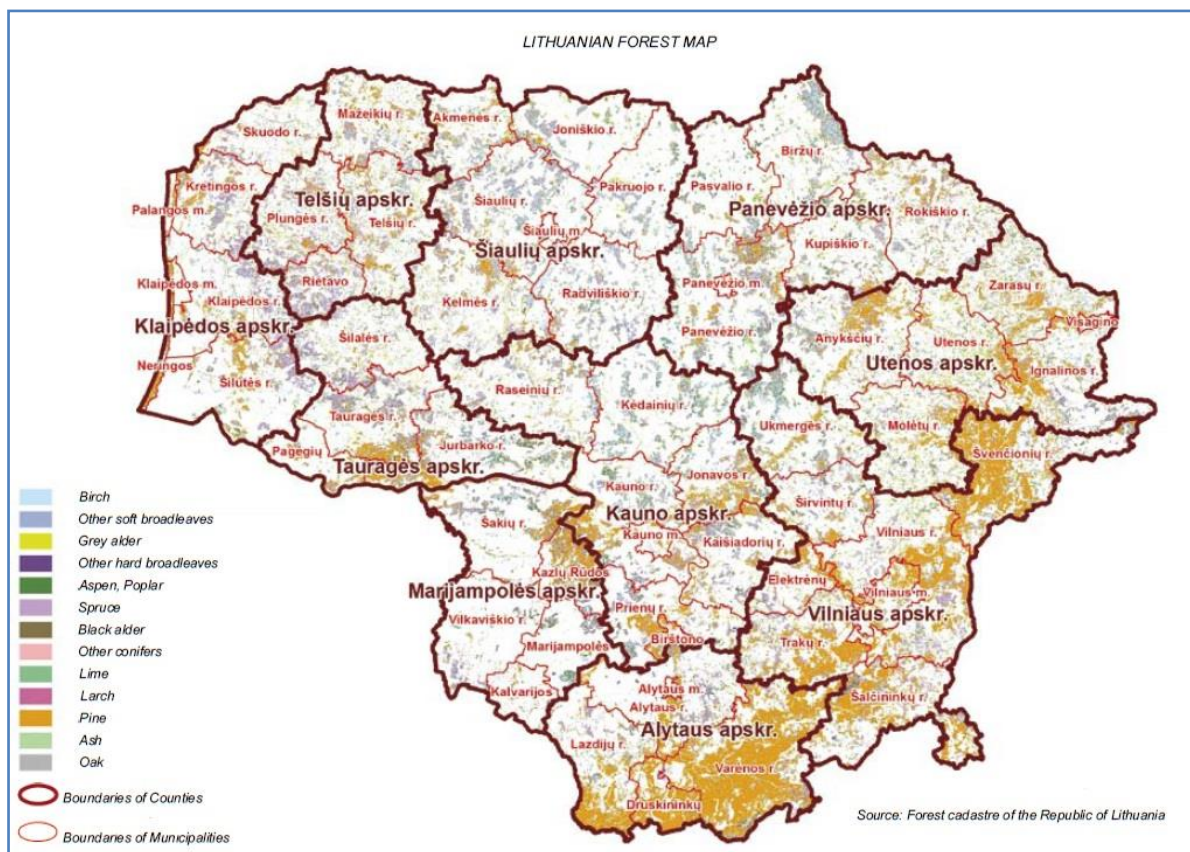 LITHUANIAN FOREST MAP
Skuodo r.
Mažeikių r.
Akmenės r.
Joniškio r.
Biržų r.
Kretingos r.
Palangos m.
Telšių apskr.
Plungės r.
Telšių r.
Šiaulių r.
Pakruojo r.
Pasvalio r.
Panevėžio apskr.
Rokiškio r.
Šiaulių m.
Šiaulių apskr.
Kupiškio r.
Rietavo
Klaipėdos m.
Klaipėdos r.
Klaipėdos apskr.
Kelmės r.
Radviliškio r.
Panevėžio m.
Panevėžio r.
Zarasų r.
Visagino
Anykščių r.
Utenos r.
Utenos apskr.
Ignalinos r.
Neringos
Šilutės r.
Šilalės r.
Raseinių r.
Kėdainių r.
Ukmergės r.
Molėtų r.
Švenčionių r.
Tauragės r.
Pagėgių
Jurbarko r.
Tauragės apskr.
Jonavos r.
Kauno r.
Kauno apskr.
Kauno m.
Kaišiadorių r.
Širvintų r.
Vilniaus r.
Šakių r.
Kazlų Rūdos
Marijampolės apskr.
Elektrėnų
Vilniaus m.
Vilniaus apskr.
Vilkaviškio r.
Marijampolės
Prienų r.
Birštono
Trakų r.
Kalvarijos
Alytaus m.
Alytaus r.
Alytaus apskr.
Šalčininkų r.
Lazdijų r.
Varėnos r.
Druskininkų
Birch
Other soft broadleaves
Grey alder
Other hard broadleaves
Aspen, Poplar
Spruce
Black alder
Other conifers
Lime
Larch
Pine
Ash
Oak
Boundaries of Counties
Boundaries of Municipalities
Source: Forest cadastre of the Republic of Lithuania